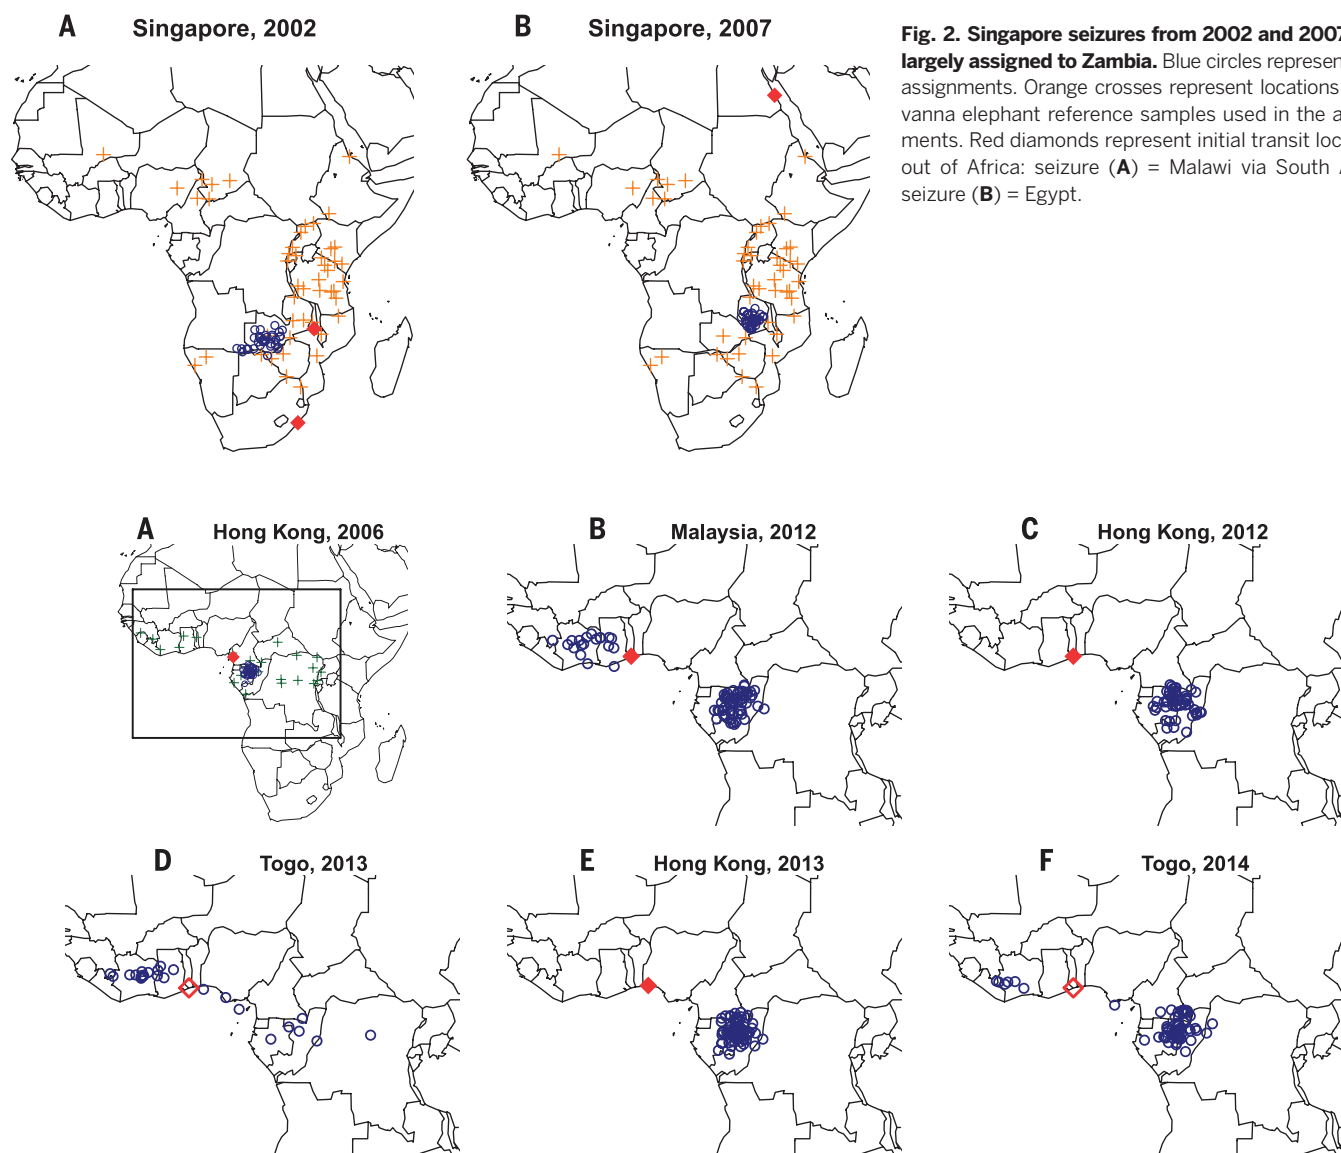 A Singapore, 2002
B Singapore, 2007
Fig. 2. Singapore seizures from 2002 and 2007
largely assigned to Zambia. Blue circles represen
assignments. Orange crosses represent locations
vanna elephant reference samples used in the a
ments. Red diamonds represent initial transit loc
out of Africa: seizure (A) = Malawi via South A
seizure (B) = Egypt.
A Hong Kong, 2006
B Malaysia, 2012
C Hong Kong, 2012
D Togo, 2013
E Hong Kong, 2013
F Togo, 2014